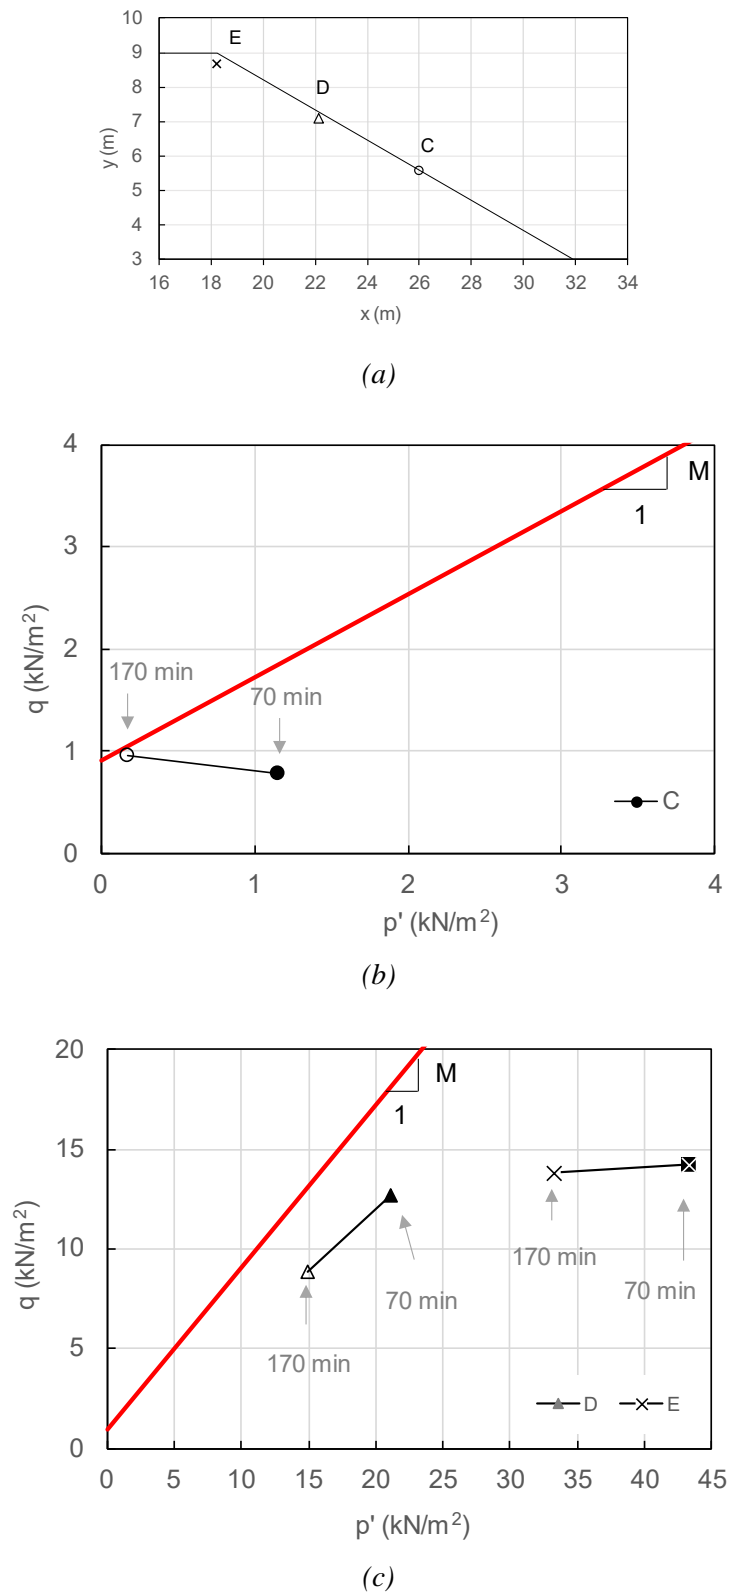 10
9
8
7
6
5
4
3
y (m)
E
D
C
16 18 20 22 24 26 28 30 32 34
x (m)
(a)
4
3
2
1
0
q (kN/m²)
M
1
170 min
70 min
C
0 1 2 3 4
p' (kN/m²)
(b)
20
15
10
5
0
q (kN/m²)
M
1
170 min
70 min
170 min
70 min
D E
0 5 10 15 20 25 30 35 40 45
p' (kN/m²)
(c)